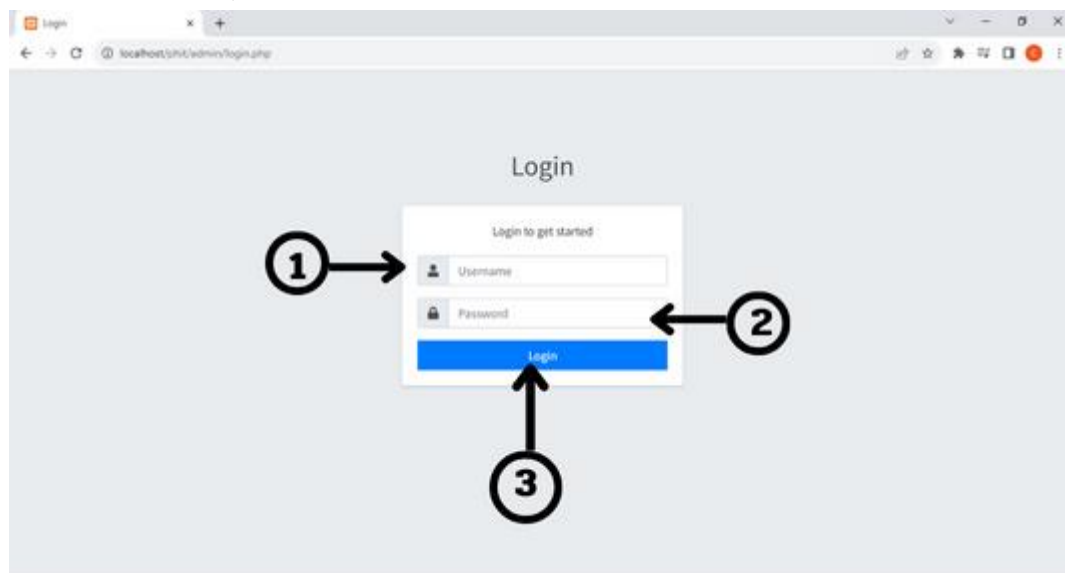 Login
localhost/phit/admin/login.php
Login
Login to get started
1
Username
Password
2
Login
3